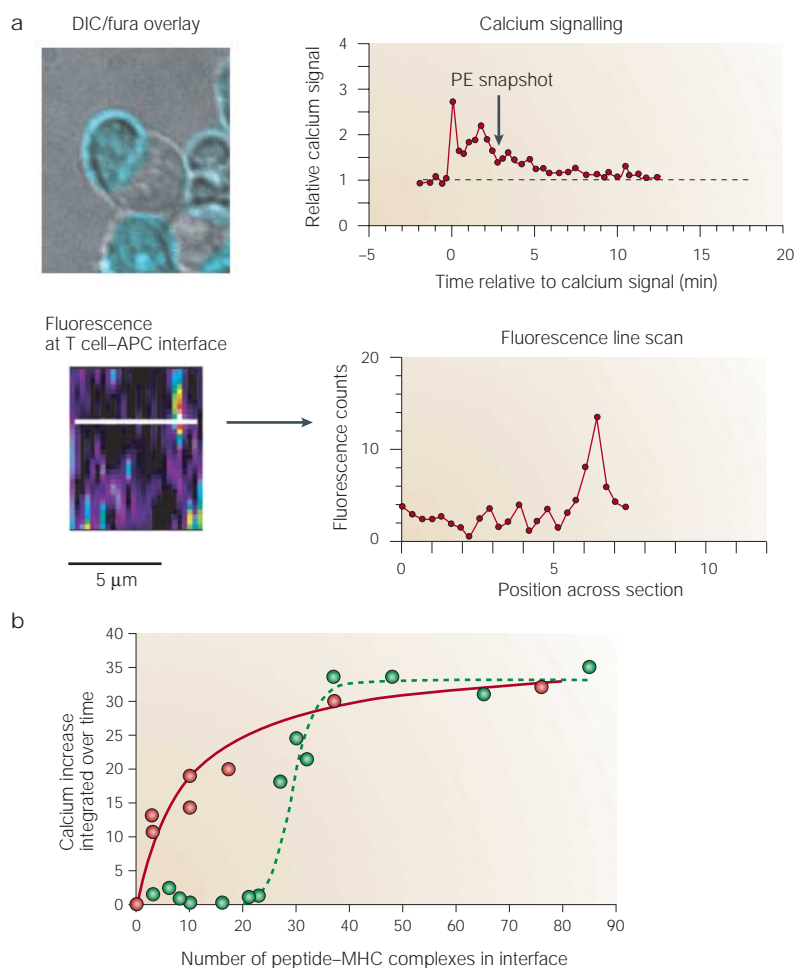 a
DIC/fura overlay
Calcium signalling
4
3
2
1
0
Relative calcium signal
PE snapshot
–5
0
5
10
15
20
Time relative to calcium signal (min)
Fluorescence
at T cell–APC interface
5 μm
Fluorescence line scan
20
10
0
Fluorescence counts
0
5
10
Position across section
b
40
35
30
25
20
15
10
5
0
Calcium increase
integrated over time
0
10
20
30
40
50
60
70
80
90
Number of peptide–MHC complexes in interface